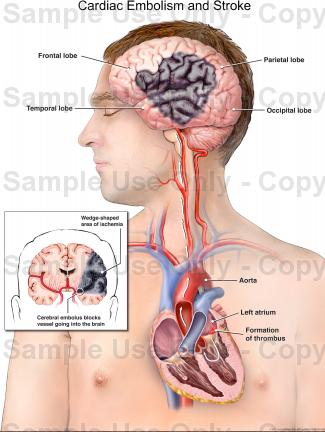 Cardiac Embolism and Stroke
Frontal lobe
Parietal lobe
Sample Use Only - Copy
Temporal lobe
Occipital lobe
Sample Use Only - Copy
Wedge-shaped
area of ischemia
Sample Use Only - Copy
Aorta
Left atrium
Cerebral embolus blocks
vessel going into the brain
Formation
of thrombus
Sample Use Only - Copy